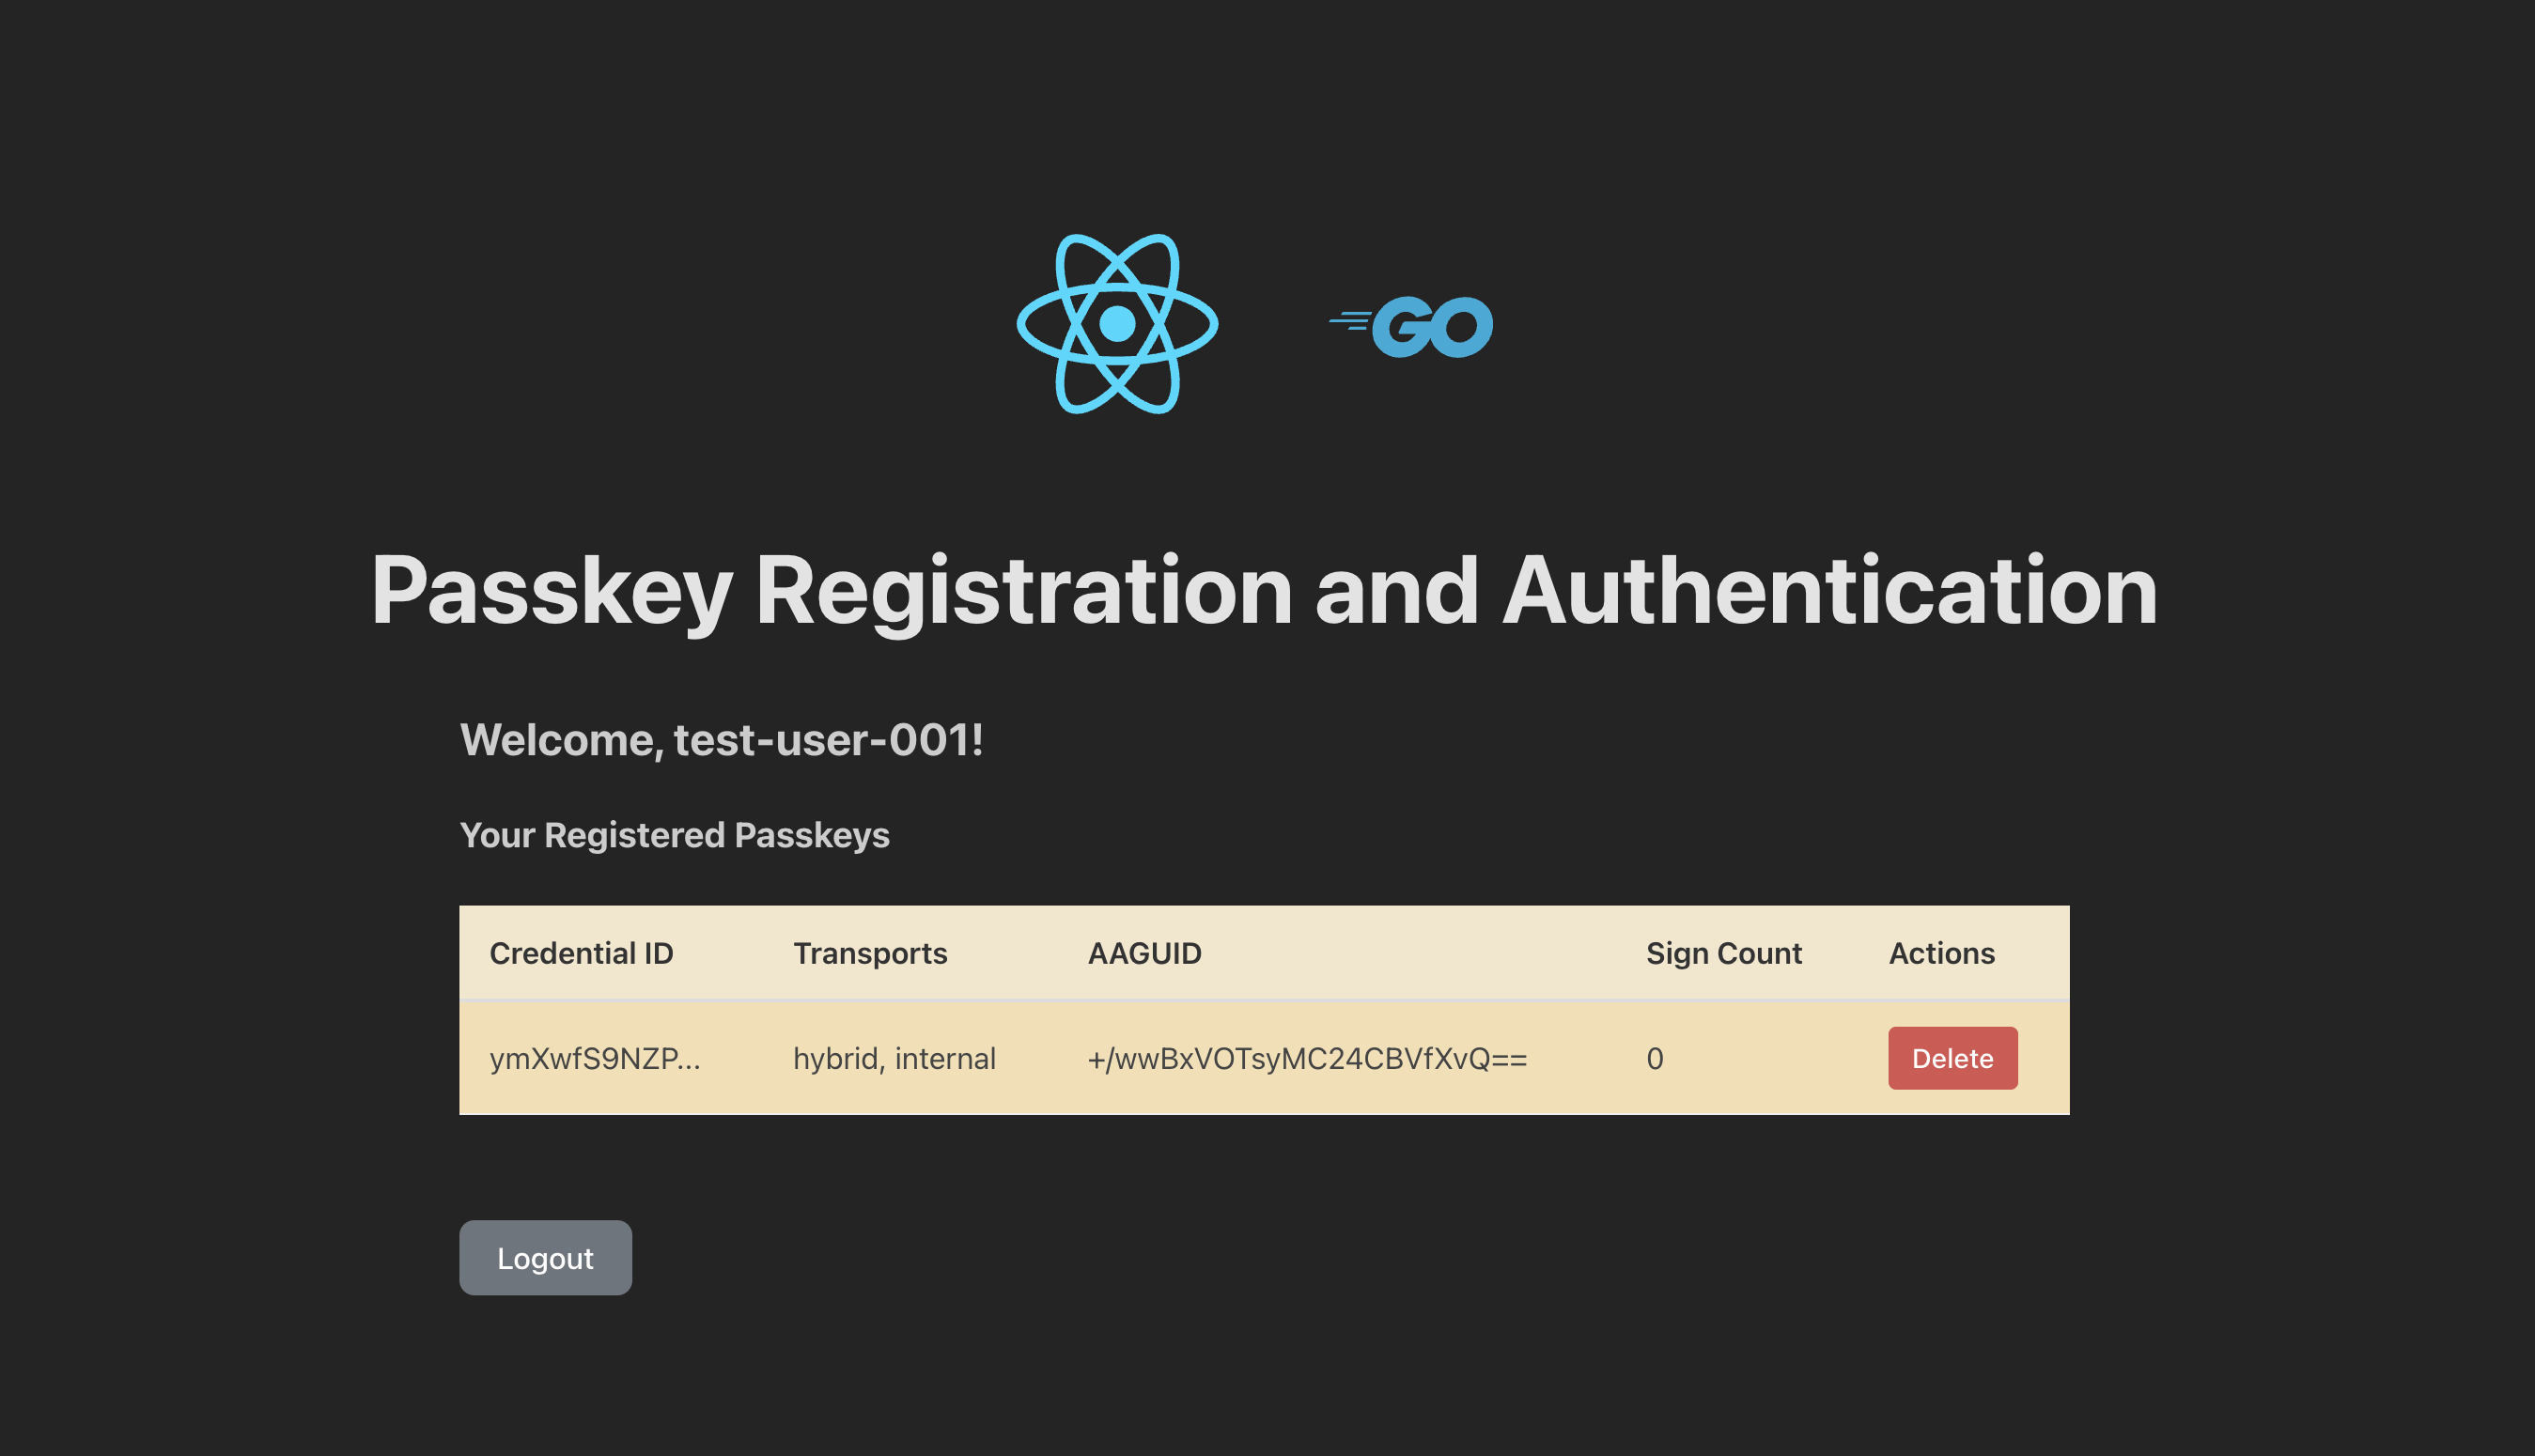 GO
Passkey Registration and Authentication
Welcome, test-user-001!
Your Registered Passkeys
Credential ID Transports AAGUID Sign Count Actions
ymXwfS9NZP... hybrid, internal +/wwBxVOTsyMC24CBVfXvQ== 0 Delete
Logout